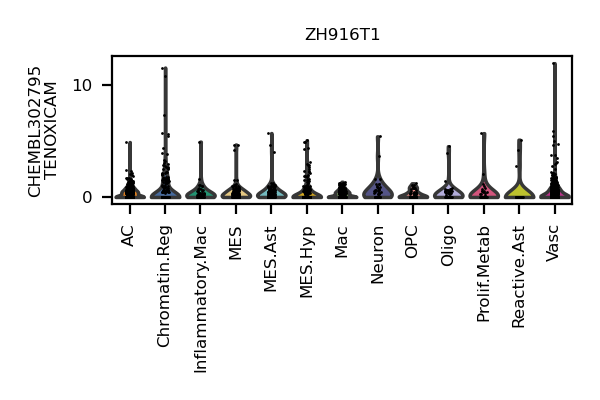 ZH916T1
CHEMBL302795
TENOXICAM
10
0
AC
Chromatin.Reg
Inflammatory.Mac
MES
MES.Ast
MES.Hyp
Mac
Neuron
OPC
Oligo
Prolif.Metab
Reactive.Ast
Vasc